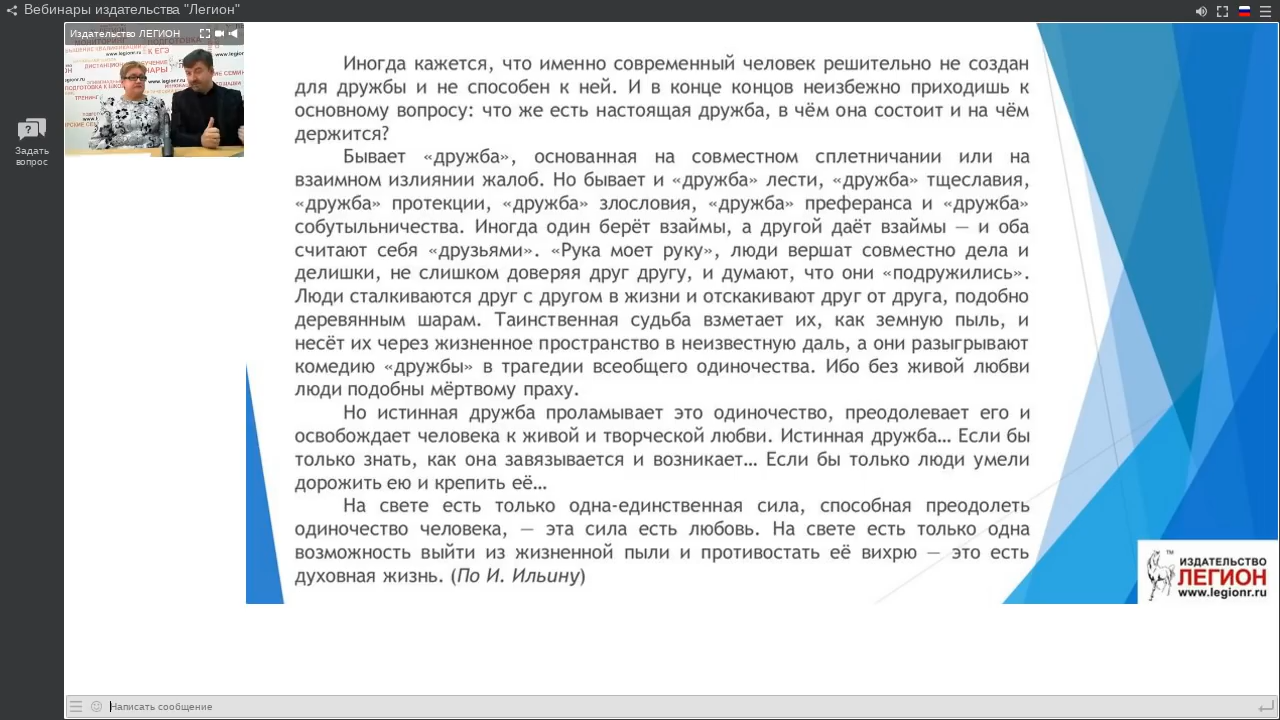 Вебинары издательства "Легион"
Издательство ЛЕГИОН
Задать
вопрос
Иногда кажется, что именно современный человек решительно не создан
для дружбы и не способен к ней. И в конце концов неизбежно приходишь к
основному вопросу: что же есть настоящая дружба, в чём она состоит и на чём
держится?
Бывает «дружба», основанная на совместном сплетничании или на
взаимном излиянии жалоб. Но бывает и «дружба» лести, «дружба» тщеславия,
«дружба» протекции, «дружба» злословия, «дружба» преферанса и «дружба»
собутыльничества. Иногда один берёт взаймы, а другой даёт взаймы — и оба
считают себя «друзьями». «Рука моет руку», люди вершат совместно дела и
делишки, не слишком доверяя друг другу, и думают, что они «подружились».
Люди сталкиваются друг с другом в жизни и отскакивают друг от друга, подобно
деревянным шарам. Таинственная судьба взметает их, как земную пыль, и
несёт их через жизненное пространство в неизвестную даль, а они разыгрывают
комедию «дружбы» в трагедии всеобщего одиночества. Ибо без живой любви
люди подобны мёртвому праху.
Но истинная дружба проламывает это одиночество, преодолевает его и
освобождает человека к живой и творческой любви. Истинная дружба... Если бы
только знать, как она завязывается и возникает... Если бы только люди умели
дорожить ею и крепить её...
На свете есть только одна-единственная сила, способная преодолеть
одиночество человека, — эта сила есть любовь. На свете есть только одна
возможность выйти из жизненной пыли и противостать её вихрю — это есть
духовная жизнь. (По И. Ильину)
TM
ИЗДАТЕЛЬСТВО
ЛЕГИОН
www.legionr.ru
Написать сообщение